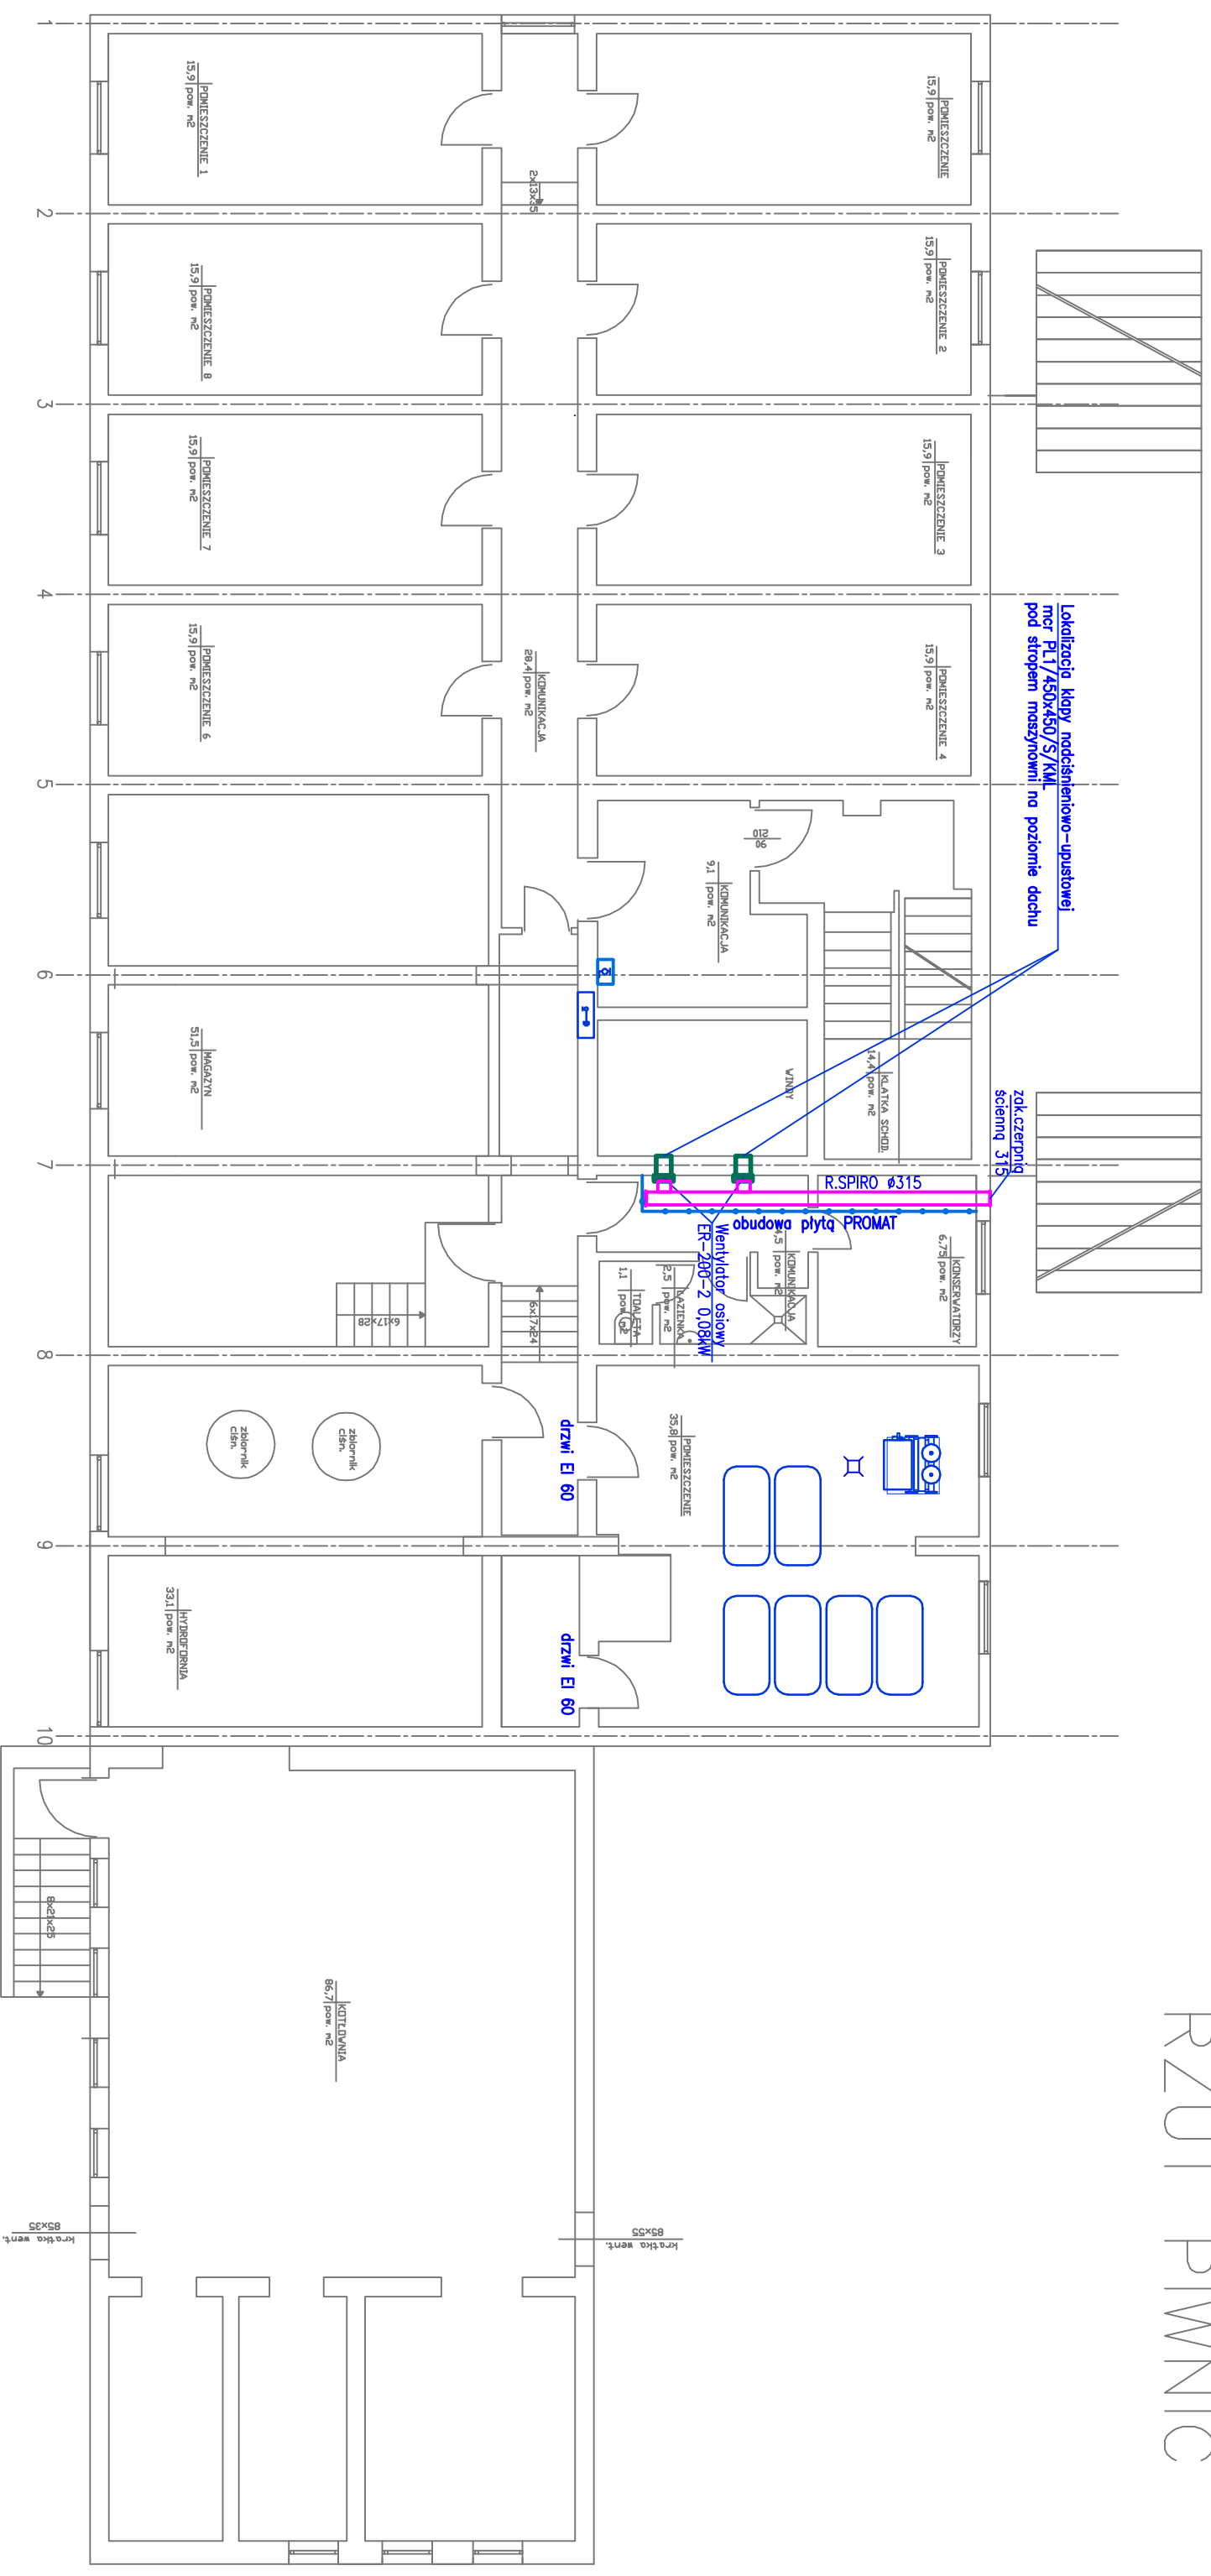 RZUT PIWNIC
1
2
3
4
5
6
7
8
9
10
POMIESZCZENIE
15,9 pow. m2
POMIESZCZENIE 2
15,9 pow. m2
POMIESZCZENIE 3
15,9 pow. m2
POMIESZCZENIE 4
15,9 pow. m2
POMIESZCZENIE 1
15,9 pow. m2
POMIESZCZENIE 8
15,9 pow. m2
POMIESZCZENIE 7
15,9 pow. m2
POMIESZCZENIE 6
15,9 pow. m2
2x13x35
KOMUNIKACJA
28,4 pow. m2
Lokalizacja klapy nadciśnieniowo-upustowej
mcr PL1/450x450/S/KML
pod stropem maszynowni na poziomie dachu
90
210
KOMUNIKACJA
9,1 pow. m2
WINDY
KLATKA SCHOD.
14,4 pow. m2
MAGAZYN
51,5 pow. m2
zak.czerpnią
ścienną 315
R.SPIRO ø315
obudowa płytą PROMAT
Wentylator osiowy
ER-200-2 0,08kW
KONSERWATORZY
6,75 pow. m2
KOMUNIKACJA
4,5 pow. m2
ŁAZIENKA
2,5 pow. m2
TOALETA
1,1 pow. m2
6x17x28
6x17x24
drzwi EI 60
drzwi EI 60
POMIESZCZENIE
35,8 pow. m2
zbiornik
ciśn.
zbiornik
ciśn.
HYDROFORNIA
33,1 pow. m2
8x21x25
KOTŁOWNIA
86,7 pow. m2
kratka went.
85x35
kratka went.
85x55